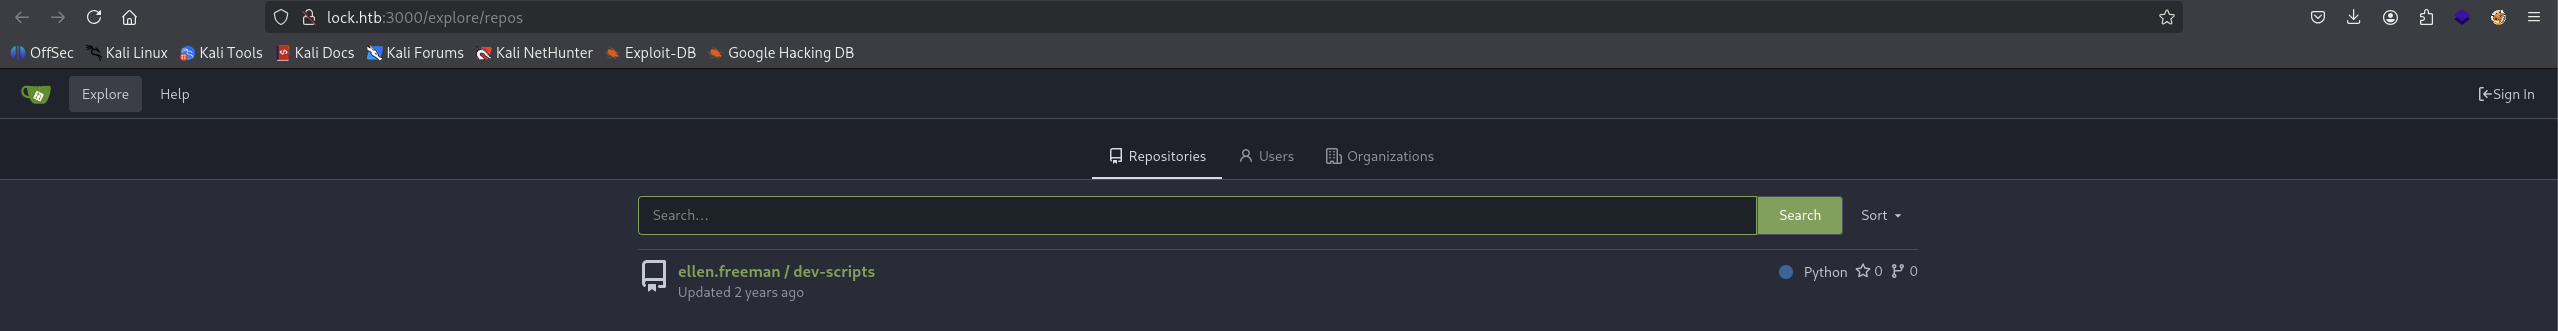 lock.htb:3000/explore/repos
OffSec Kali Linux Kali Tools Kali Docs Kali Forums Kali NetHunter Exploit-DB Google Hacking DB
Explore Help Sign In
Repositories Users Organizations
Search... Search Sort
ellen.freeman / dev-scripts Python 0 0
Updated 2 years ago